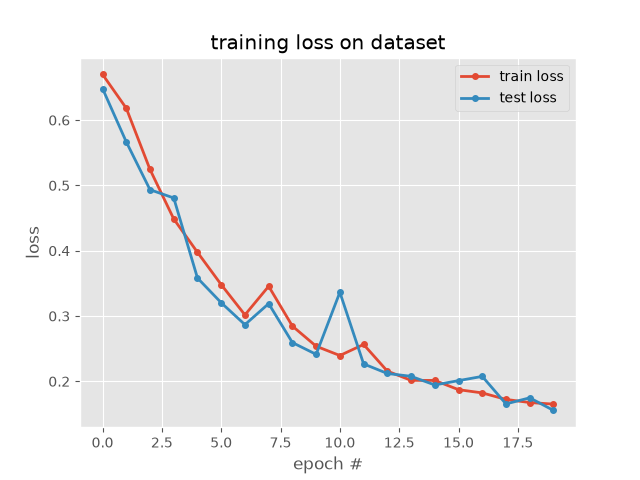 training loss on dataset
train loss
test loss
0.6
0.5
0.4
0.3
0.2
loss
0.0 2.5 5.0 7.5 10.0 12.5 15.0 17.5
epoch #